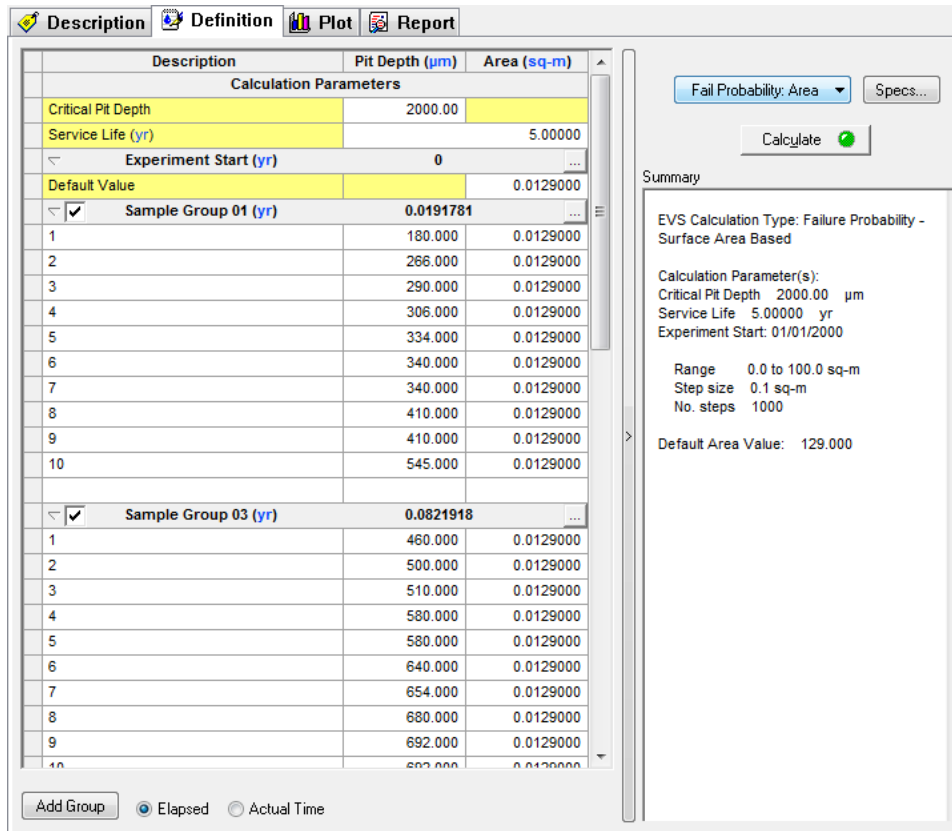 Description Definition Plot Report
Description Pit Depth (µm) Area (sq-m)
Calculation Parameters
Critical Pit Depth 2000.00
Service Life (yr) 5.00000
Experiment Start (yr) 0 ...
Default Value 0.0129000
Sample Group 01 (yr) 0.0191781 ...
1 180.000 0.0129000
2 266.000 0.0129000
3 290.000 0.0129000
4 306.000 0.0129000
5 334.000 0.0129000
6 340.000 0.0129000
7 340.000 0.0129000
8 410.000 0.0129000
9 410.000 0.0129000
10 545.000 0.0129000
Sample Group 03 (yr) 0.0821918 ...
1 460.000 0.0129000
2 500.000 0.0129000
3 510.000 0.0129000
4 580.000 0.0129000
5 580.000 0.0129000
6 640.000 0.0129000
7 654.000 0.0129000
8 680.000 0.0129000
9 692.000 0.0129000
10 692.000 0.0129000
Add Group Elapsed Actual Time
Fail Probability: Area Specs...
Calculate
Summary
EVS Calculation Type: Failure Probability -
Surface Area Based
Calculation Parameter(s):
Critical Pit Depth 2000.00 µm
Service Life 5.00000 yr
Experiment Start: 01/01/2000
Range 0.0 to 100.0 sq-m
Step size 0.1 sq-m
No. steps 1000
Default Area Value: 129.000